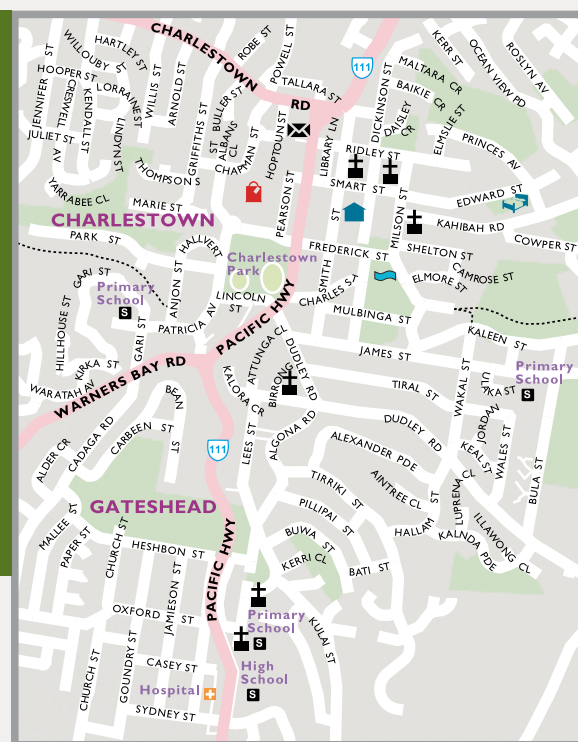 CHARLESTOWN
RD
ROBE ST
POWELL ST
TALLARA ST
111
MALTARA CR
BAIKIE CR
KERR ST
OCEAN VIEW PD
ROSLYN AV
WILLOUBY ST
HARTLEY ST
HOOPER ST
JENNIFER ST
CRESWELL
AV
KENDALL ST
LORRAINE ST
WILLIS ST
ARNOLD ST
LINDYN ST
JULIET ST
GRIFFITHS ST
BULLER ST
ST ALBANS CL
CHAPMAN ST
HOPTOUN ST
LIBRARY LN
DICKINSON ST
DAISLEY CR
ELMSLIE ST
PRINCES AV
RIDLEY ST
SMART ST
THOMPSON S
YARRABEE CL
MARIE ST
PEARSON ST
ST
MILSON ST
EDWARD ST
KAHIBAH RD
COWPER ST
CHARLESTOWN
PARK ST
HALLVERT
Charlestown
Park
FREDERICK ST
SHELTON ST
CAMROSE ST
ELMORE ST
SMITH
CHARLES S
GARI ST
Primary
School
S
ANJON ST
LINCOLN
ST
PACIFIC HWY
MULBINGA ST
HILLHOUSE ST
GARI ST
PATRICIA AV
KALEEN ST
JAMES ST
KIRKA ST
WARATAH AV
WARNERS BAY RD
ATTUNGA CL
DUDLEY RD
BIRRONG
KALORA CR
TIRAL ST
WAKAL ST
ULKA ST
Primary
School
S
BEAN
ST
JORDAN
WALES ST
ALDER CR
CADAGA RD
CARBEEN ST
111
LEES ST
ALGONA RD
DUDLEY RD
ALEXANDER PDE
KEAL ST
BULA ST
GATESHEAD
TIRRIKI ST
AINTREE CL
LUPRENA CL
PILLIPAI ST
HALLAM ST
KALNDA PDE
ILLAWONG CL
MALLEE ST
PAPER ST
CHURCH ST
HESHBON ST
PACIFIC HWY
BUWA ST
KERRI CL
BATI ST
OXFORD ST
JAMIESON ST
Primary
School
S
KULAI ST
High
School
S
CASEY ST
CHURCH ST
GOUNDRY ST
Hospital
SYDNEY ST